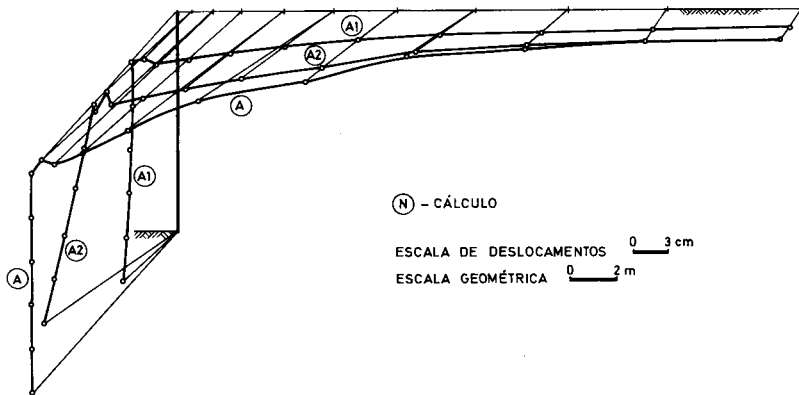 A1
A2
A
A1
A2
A
N - CÁLCULO
ESCALA DE DESLOCAMENTOS 0 3 cm
ESCALA GEOMÉTRICA 0 2 m